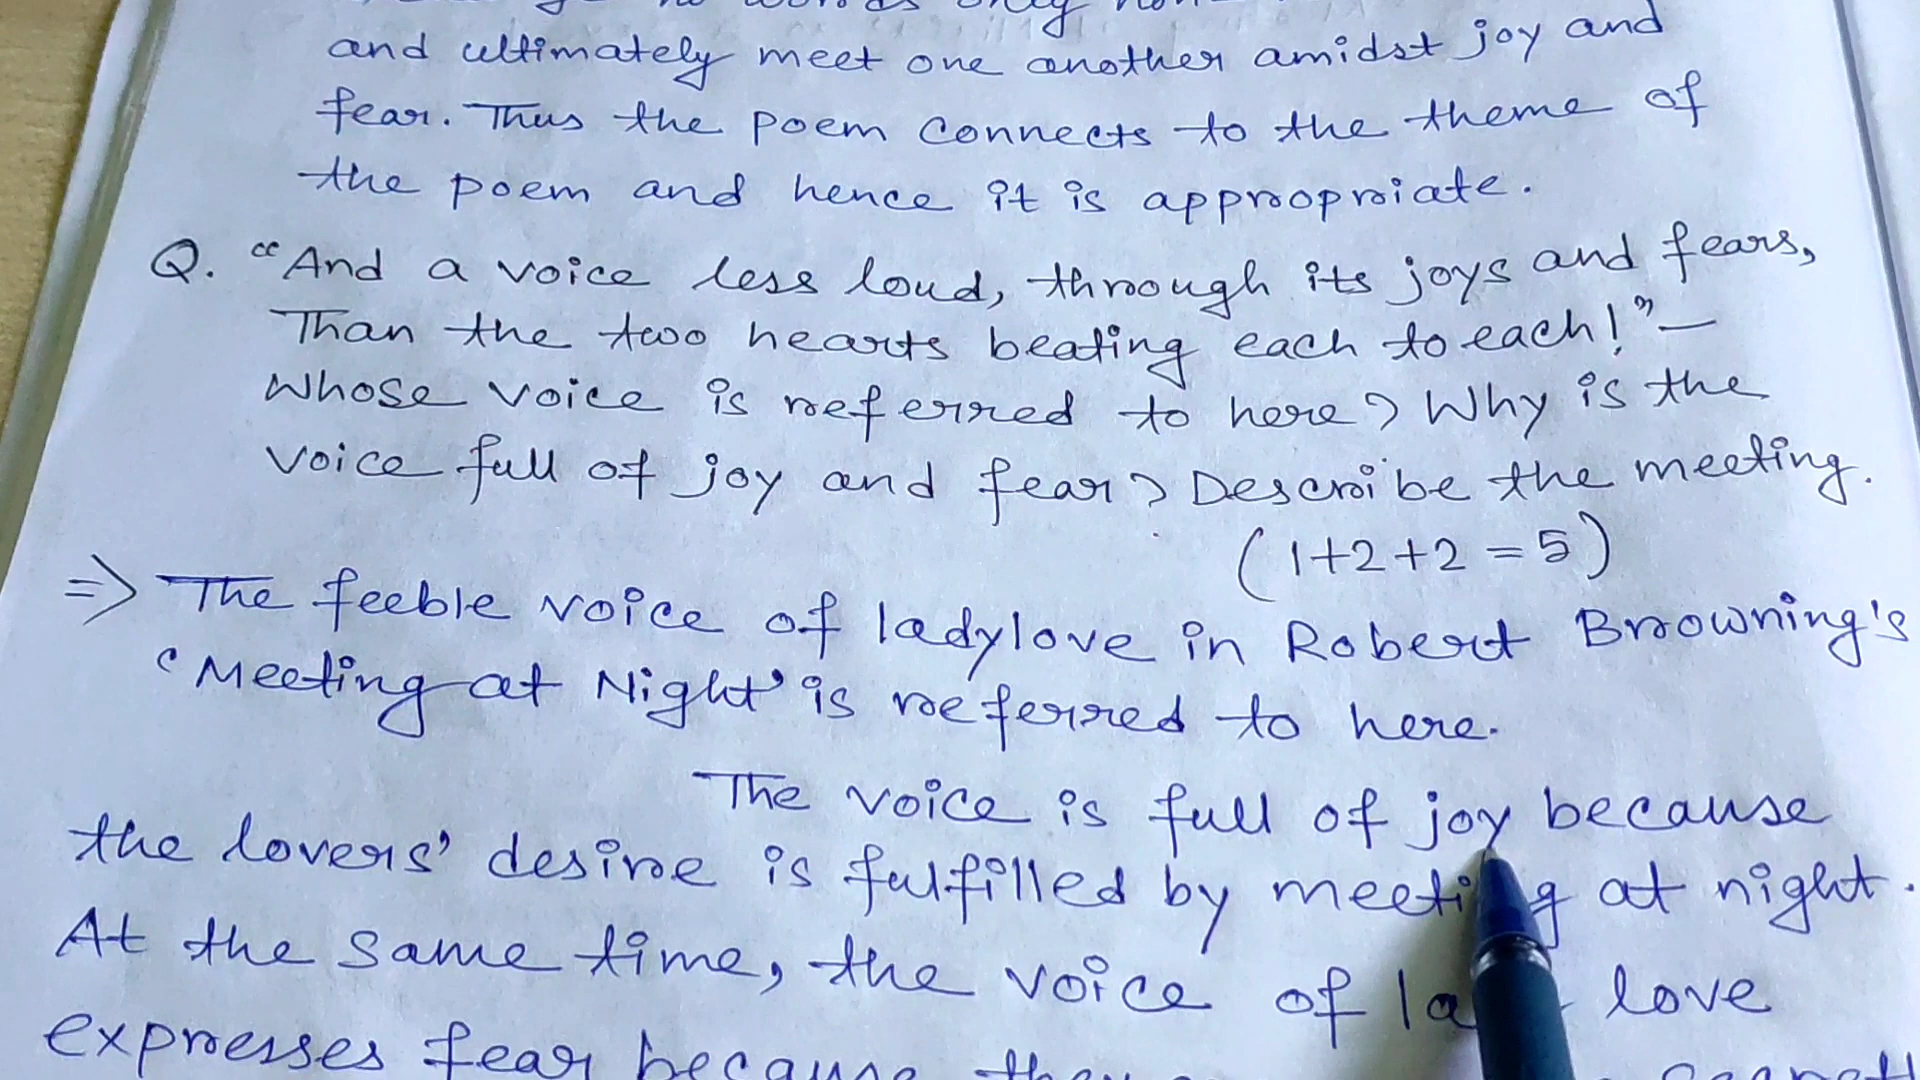 and ultimately meet one another amidst joy and
fear. Thus the poem connects to the theme of
the poem and hence it is appropriate.
Q. "And a voice less loud, through its joys and fears,
Than the two hearts beating each to each!"—
Whose voice is referred to here? Why is the
voice full of joy and fear? Describe the meeting.
(1+2+2=5)
⇒ The feeble voice of ladylove in Robert Browning's
'Meeting at Night' is referred to here.
The voice is full of joy because
the lovers' desire is fulfilled by meeting at night.
At the same time, the voice of love
expresses fear because